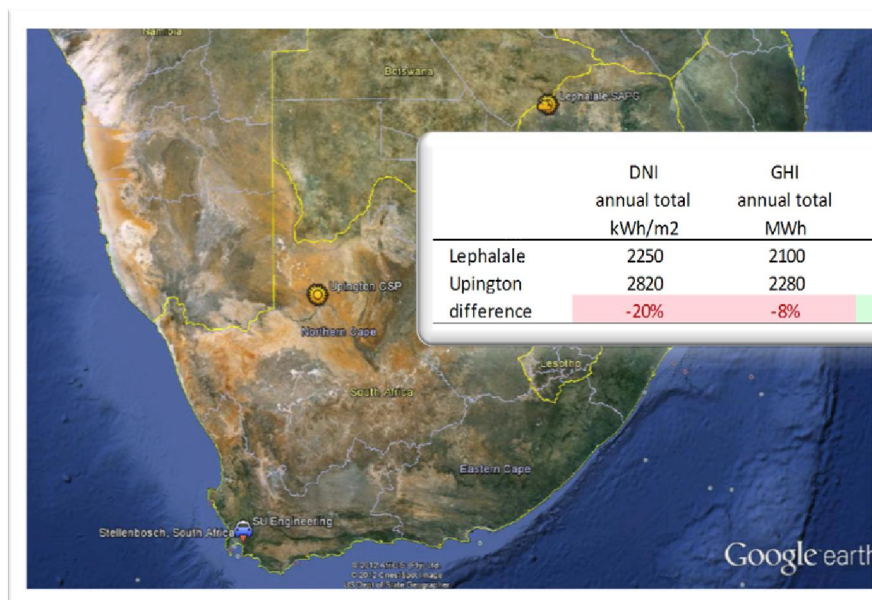 Namibia
Botswana
Lephalale SAPG
DNI GHI
annual total annual total
kWh/m2 MWh
Lephalale 2250 2100
Upington 2820 2280
difference -20% -8%
Upington CSP
Northern Cape
Lesotho
South Africa
Eastern Cape
SU Engineering
Stellenbosch, South Africa
Google earth